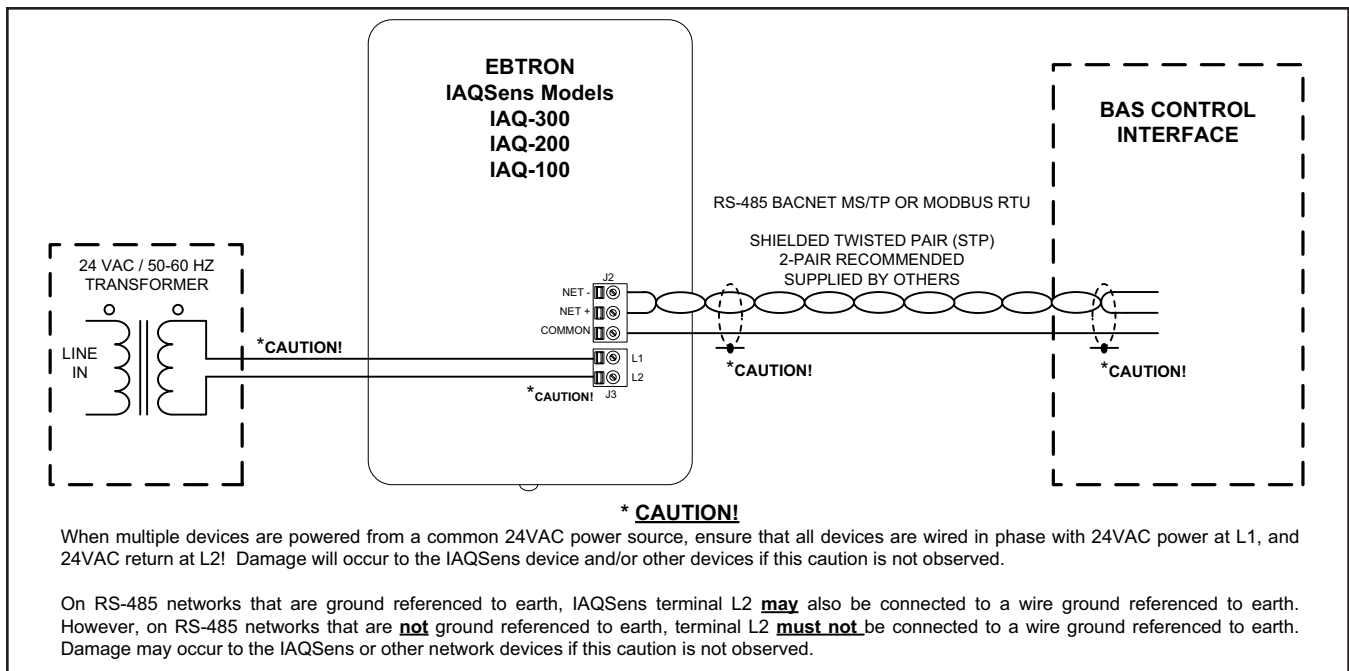 EBTRON
IAQSens Models
IAQ-300
IAQ-200
IAQ-100
BAS CONTROL
INTERFACE
RS-485 BACNET MS/TP OR MODBUS RTU
SHIELDED TWISTED PAIR (STP)
2-PAIR RECOMMENDED
SUPPLIED BY OTHERS
24 VAC / 50-60 HZ
TRANSFORMER
LINE
IN
J2
NET -
NET +
COMMON
L1
L2
J3
*CAUTION!
*CAUTION!
*CAUTION!
*CAUTION!
* CAUTION!
When multiple devices are powered from a common 24VAC power source, ensure that all devices are wired in phase with 24VAC power at L1, and
24VAC return at L2! Damage will occur to the IAQSens device and/or other devices if this caution is not observed.
On RS-485 networks that are ground referenced to earth, IAQSens terminal L2 may also be connected to a wire ground referenced to earth.
However, on RS-485 networks that are not ground referenced to earth, terminal L2 must not be connected to a wire ground referenced to earth.
Damage may occur to the IAQSens or other network devices if this caution is not observed.